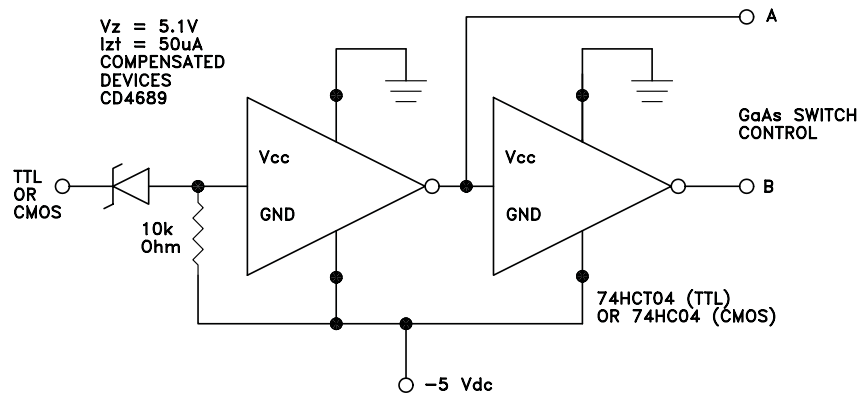 Vz = 5.1V
Izt = 50uA
COMPENSATED
DEVICES
CD4689
A
GaAs SWITCH
CONTROL
Vcc
Vcc
TTL
OR
CMOS
B
GND
GND
10k
Ohm
74HCT04 (TTL)
OR 74HC04 (CMOS)
-5 Vdc